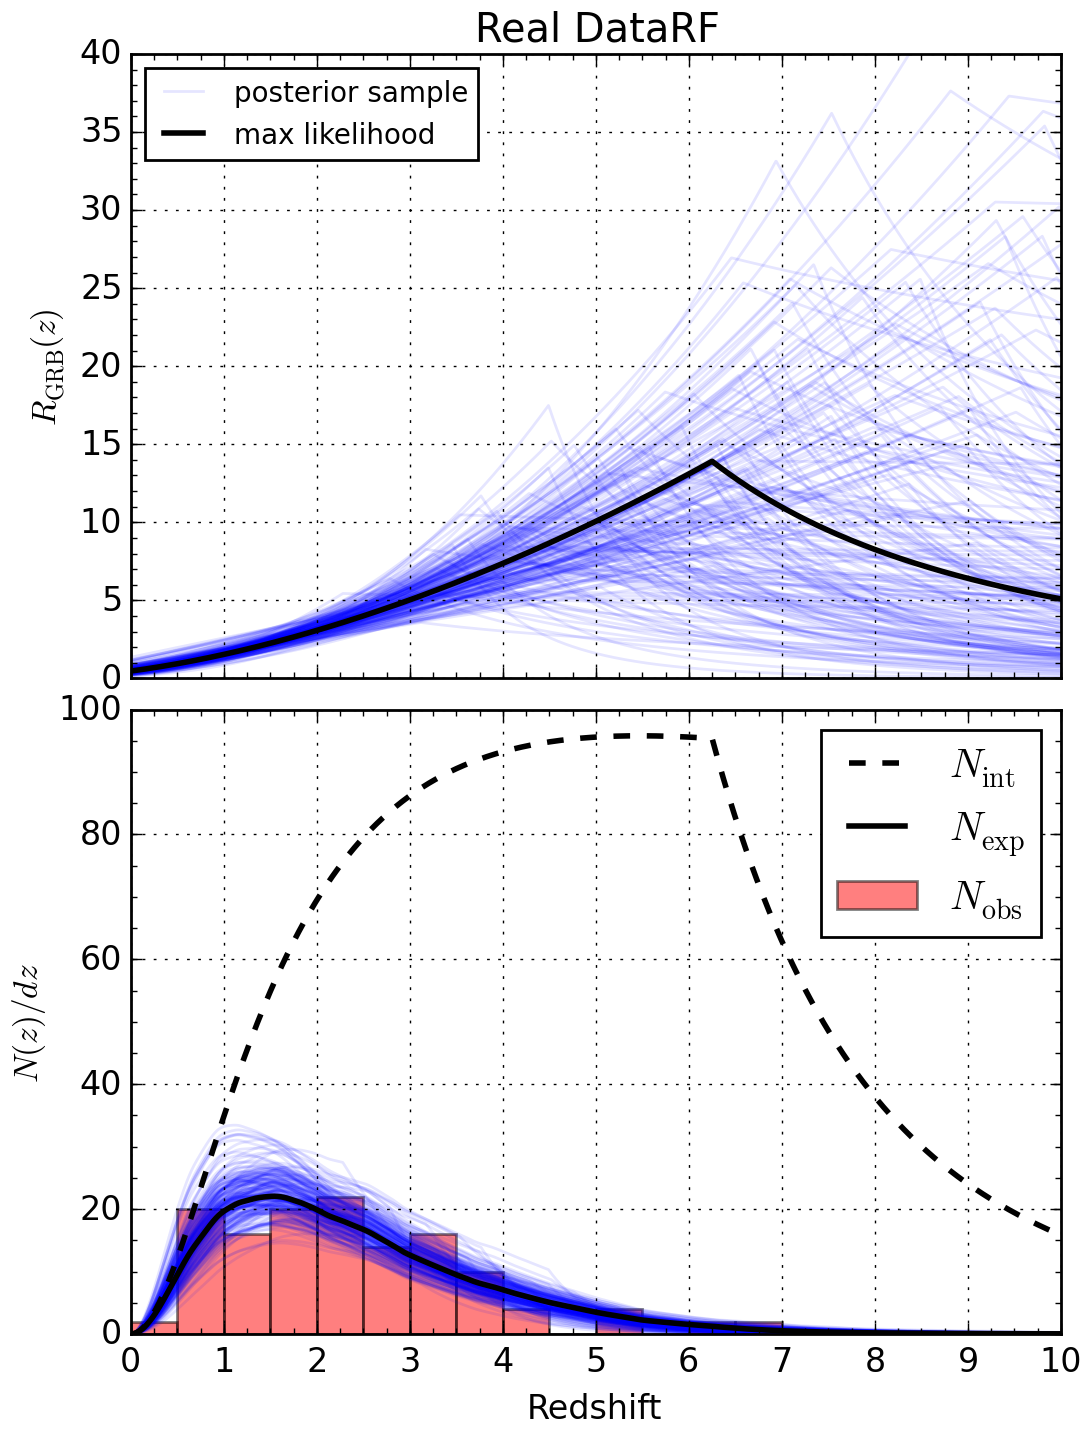 Real DataRF
40
35
30
25
20
15
10
5
0
R_GRB(z)
posterior sample
max likelihood
100
80
60
40
20
0
N(z)/dz
N_int
N_exp
N_obs
0 1 2 3 4 5 6 7 8 9 10
Redshift